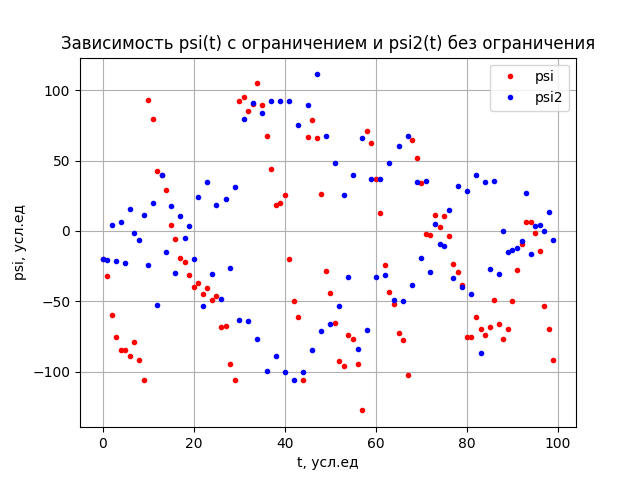 Зависимость psi(t) с ограничением и psi2(t) без ограничения
psi
psi2
100
50
0
−50
−100
psi, усл.ед
0 20 40 60 80 100
t, усл.ед